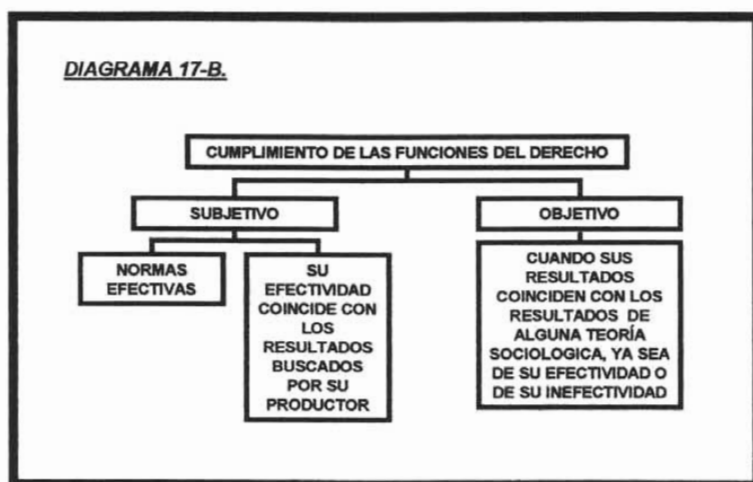 DIAGRAMA 17-B.
CUMPLIMIENTO DE LAS FUNCIONES DEL DERECHO
SUBJETIVO
OBJETIVO
NORMAS
EFECTIVAS
SU
EFECTIVIDAD
COINCIDE CON
LOS
RESULTADOS
BUSCADOS
POR SU
PRODUCTOR
CUANDO SUS
RESULTADOS
COINCIDEN CON LOS
RESULTADOS DE
ALGUNA TEORÍA
SOCIOLOGICA, YA SEA
DE SU EFECTIVIDAD O
DE SU INEFECTIVIDAD